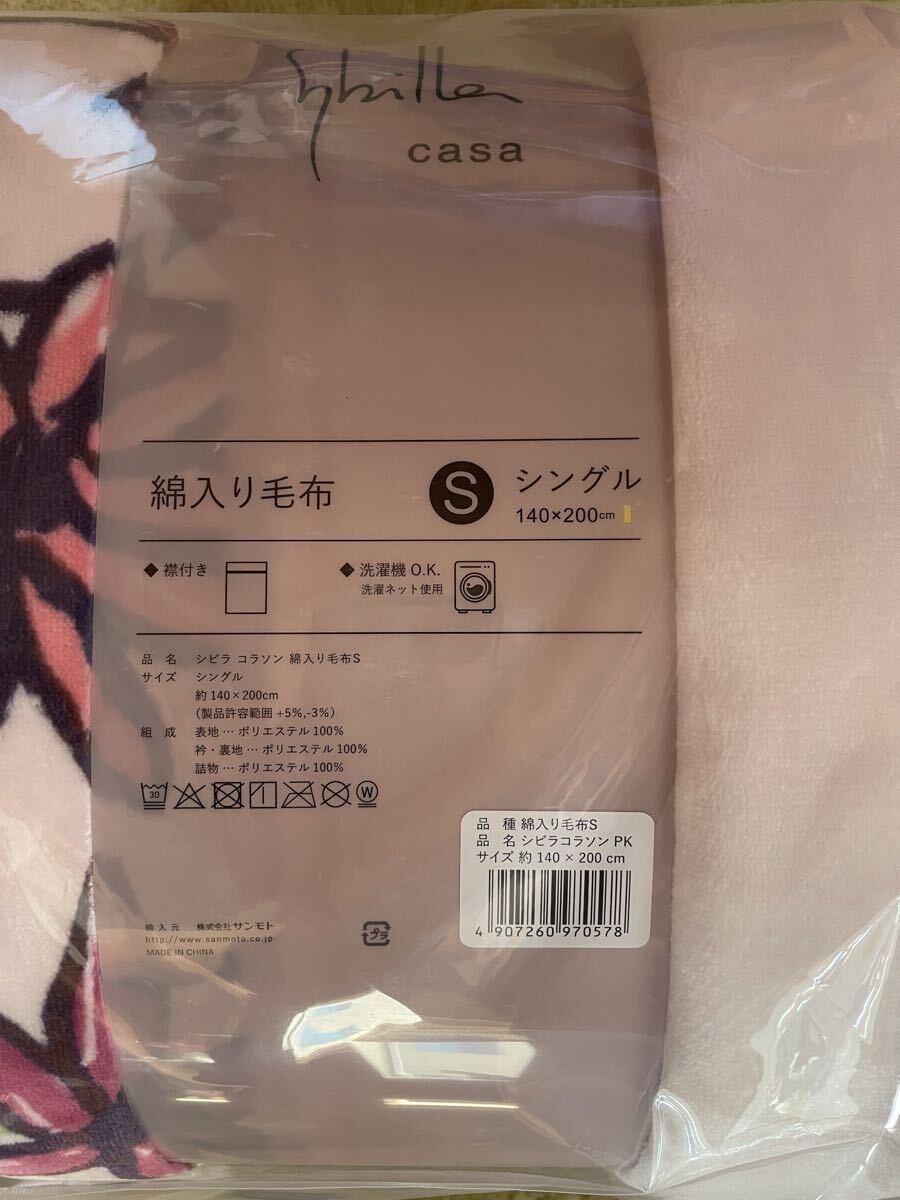 Sybilla
casa
綿入り毛布
S シングル
140×200cm
◆ 襟付き
◆ 洗濯機 O.K.
洗濯ネット使用
品 名 シビラ コラソン 綿入り毛布S
サイズ シングル
約140×200cm
(製品許容範囲 +5%,-3%)
組 成 表地 … ポリエステル100%
衿・裏地 … ポリエステル100%
詰物 … ポリエステル100%
30
W
品 種 綿入り毛布S
品 名 シビラコラソン PK
サイズ 約 140 × 200 cm
4 907260 970578
輸入元 株式会社サンモト
http://www.sanmoto.co.jp
MADE IN CHINA
プラ